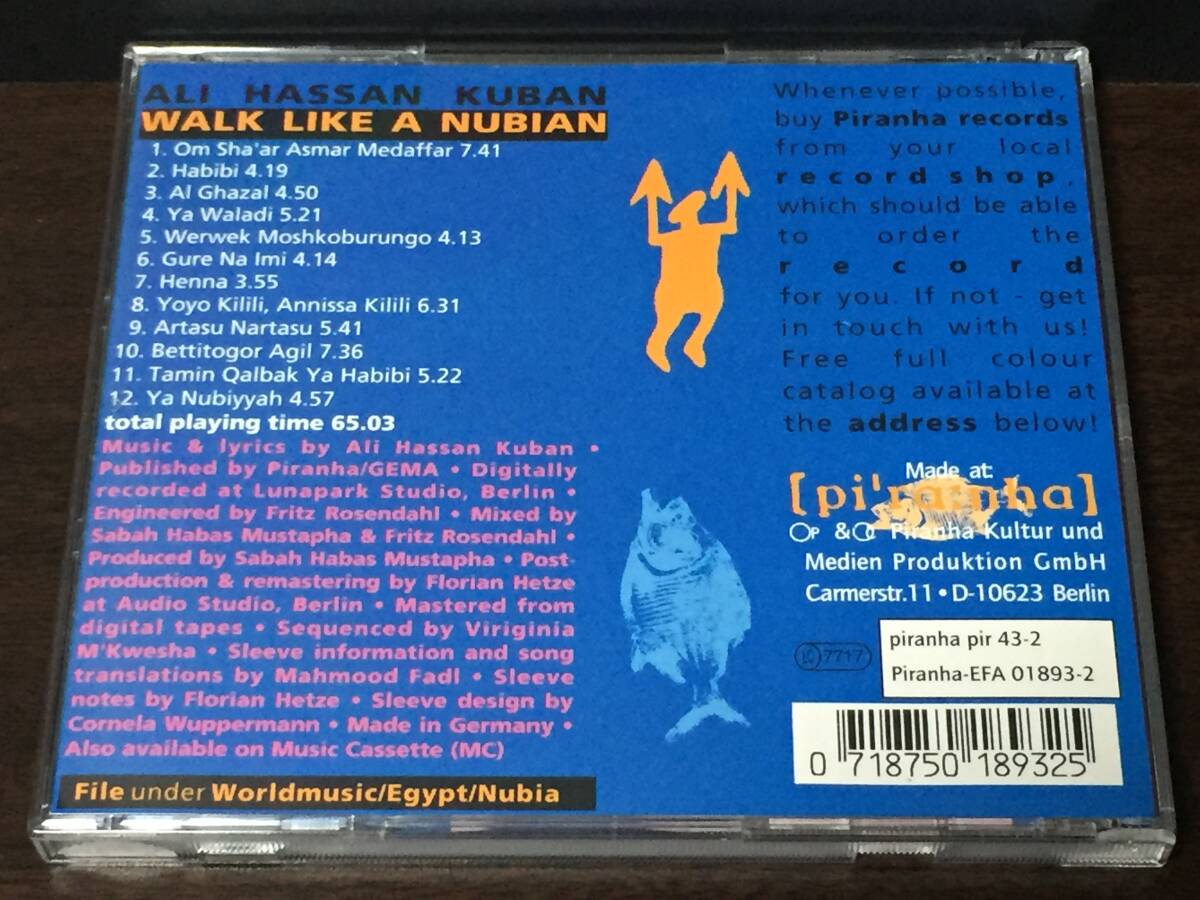 ALI HASSAN KUBAN
WALK LIKE A NUBIAN
1. Om Sha'ar Asmar Medaffar 7.41
2. Habibi 4.19
3. Al Ghazal 4.50
4. Ya Waladi 5.21
5. Werwek Moshkoburungo 4.13
6. Gure Na Imi 4.14
7. Henna 3.55
8. Yoyo Kilili, Annissa Kilili 6.31
9. Artasu Nartasu 5.41
10. Bettitogor Agil 7.36
11. Tamin Qalbak Ya Habibi 5.22
12. Ya Nubiyyah 4.57
total playing time 65.03
Music & lyrics by Ali Hassan Kuban •
Published by Piranha/GEMA • Digitally
recorded at Lunapark Studio, Berlin •
Engineered by Fritz Rosendahl • Mixed by
Sabah Habas Mustapha & Fritz Rosendahl •
Produced by Sabah Habas Mustapha • Post-
production & remastering by Florian Hetze
at Audio Studio, Berlin • Mastered from
digital tapes • Sequenced by Viriginia
M'Kwesha • Sleeve information and song
translations by Mahmood Fadl • Sleeve
notes by Florian Hetze • Sleeve design by
Cornela Wuppermann • Made in Germany •
Also available on Music Cassette (MC)
File under Worldmusic/Egypt/Nubia
Whenever possible,
buy Piranha records
from your local
record shop,
which should be able
to order the
record
for you. If not - get
in touch with us!
Free full colour
catalog available at
the address below!
Made at:
[pi'ranha]
℗ & © Piranha Kultur und
Medien Produktion GmbH
Carmerstr.11 • D-10623 Berlin
LC 7717
piranha pir 43-2
Piranha-EFA 01893-2
0 718750 189325